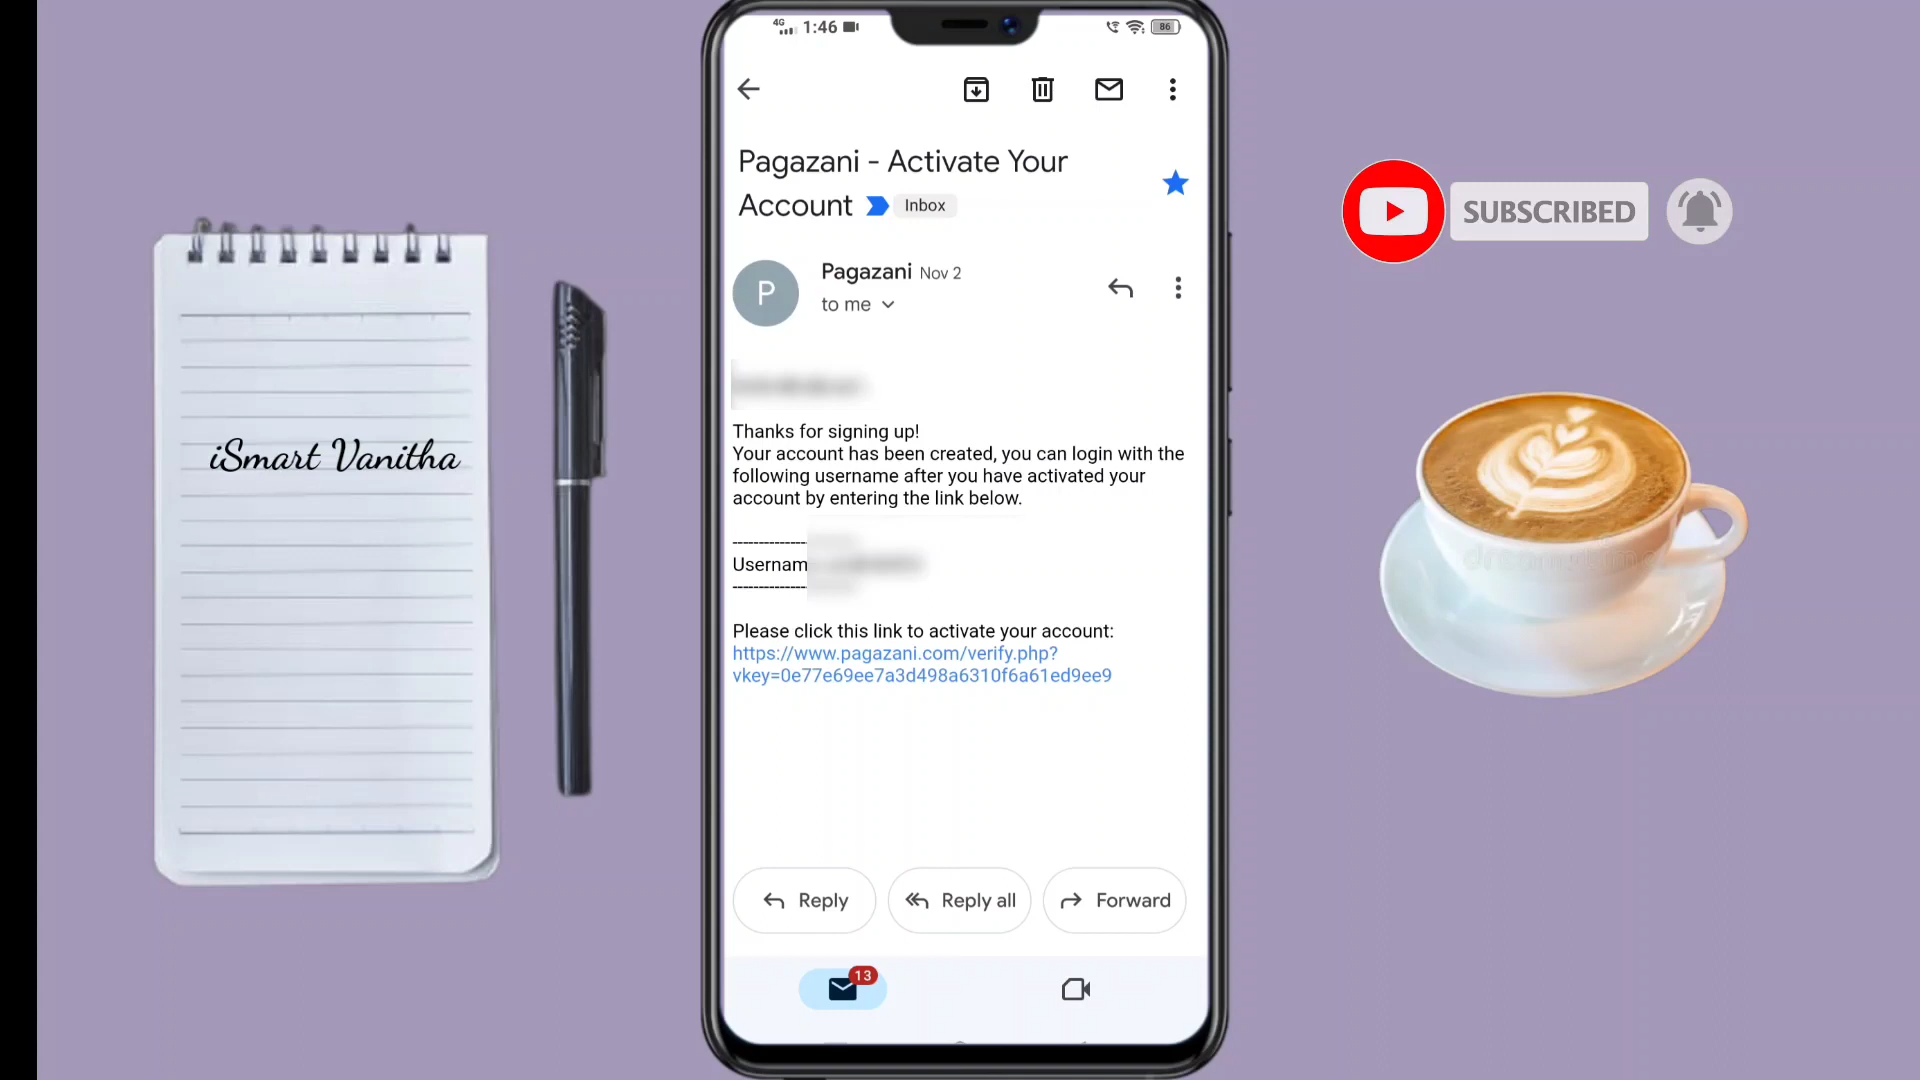 4G 1:46 86
Pagazani - Activate Your
Account Inbox
Pagazani Nov 2
P
to me
SUBSCRIBED
iSmart Vanitha
Thanks for signing up!
Your account has been created, you can login with the
following username after you have activated your
account by entering the link below.
---------------
Usernam
---------------
Please click this link to activate your account:
https://www.pagazani.com/verify.php?
vkey=0e77e69ee7a3d498a6310f6a61ed9ee9
Reply Reply all Forward
13